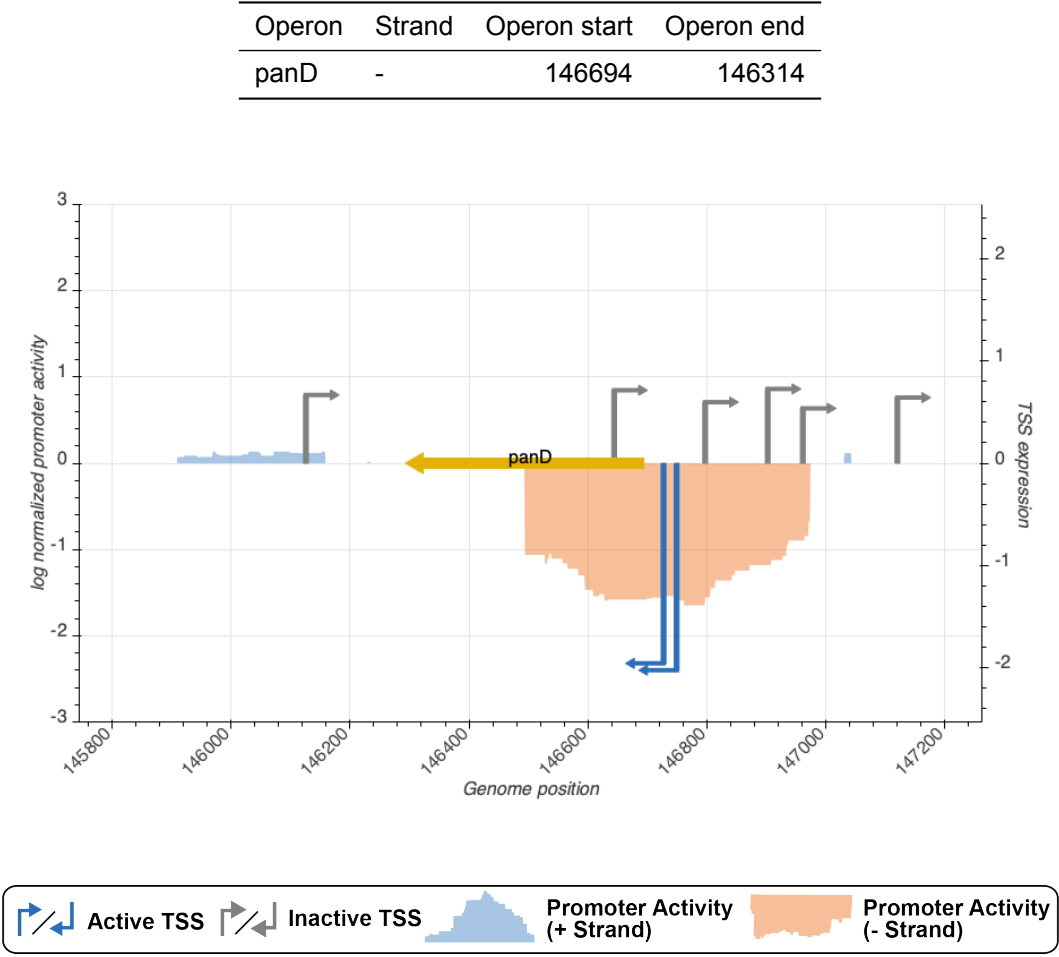 Operon Strand Operon start Operon end
panD - 146694 146314
3
2
1
0
-1
-2
-3
log normalized promoter activity
panD
2
1
0
-1
-2
TSS expression
145800 146000 146200 146400 146600 146800 147000 147200
Genome position
Active TSS
Inactive TSS
Promoter Activity
(+ Strand)
Promoter Activity
(- Strand)